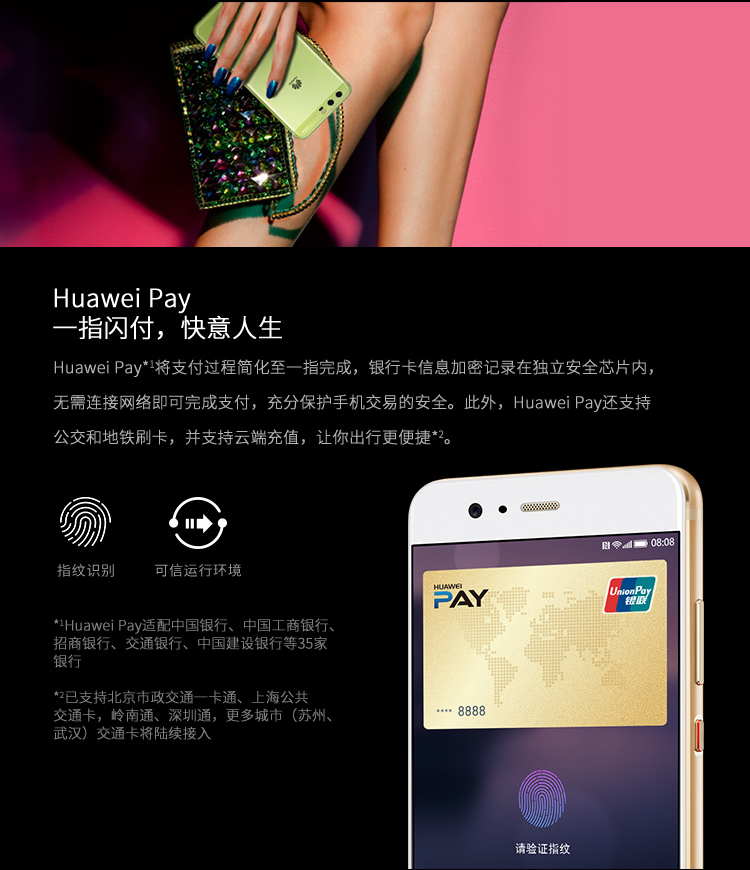 Huawei Pay
一指闪付，快意人生
Huawei Pay*1将支付过程简化至一指完成，银行卡信息加密记录在独立安全芯片内，
无需连接网络即可完成支付，充分保护手机交易的安全。此外，Huawei Pay还支持
公交和地铁刷卡，并支持云端充值，让你出行更便捷*2。
指纹识别
可信运行环境
*1Huawei Pay适配中国银行、中国工商银行、
招商银行、交通银行、中国建设银行等35家
银行
*2已支持北京市政交通一卡通、上海公共
交通卡，岭南通、深圳通，更多城市（苏州、
武汉）交通卡将陆续接入
08:08
HUAWEI
PAY
UnionPay
银联
**** 8888
请验证指纹